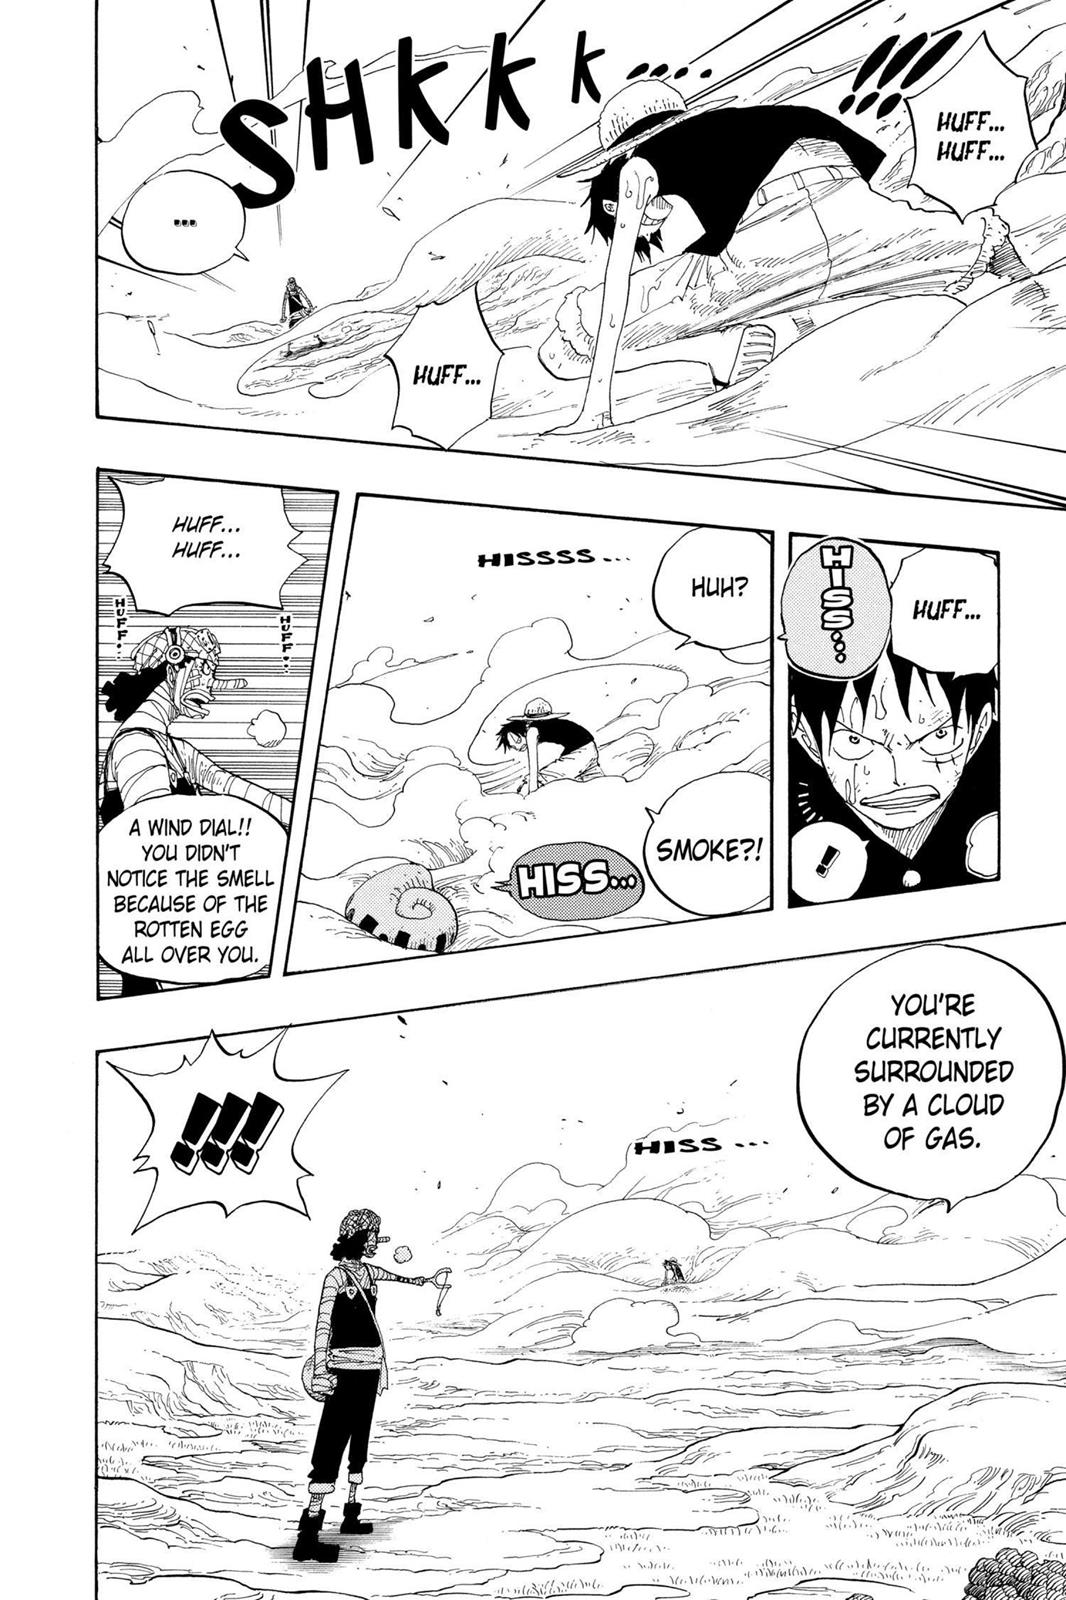 HUFF...
HUFF...
SHKKK....
!!!
...
HUFF...
HUFF...
HISS...
!
HISSSS...
HUH?
SMOKE?!
HISS...
HUFF...
HUFF...
HUFF...
HUFF...
A WIND DIAL!!
YOU DIDN'T
NOTICE THE SMELL
BECAUSE OF THE
ROTTEN EGG
ALL OVER YOU.
YOU'RE
CURRENTLY
SURROUNDED
BY A CLOUD
OF GAS.
HISS...
!!!